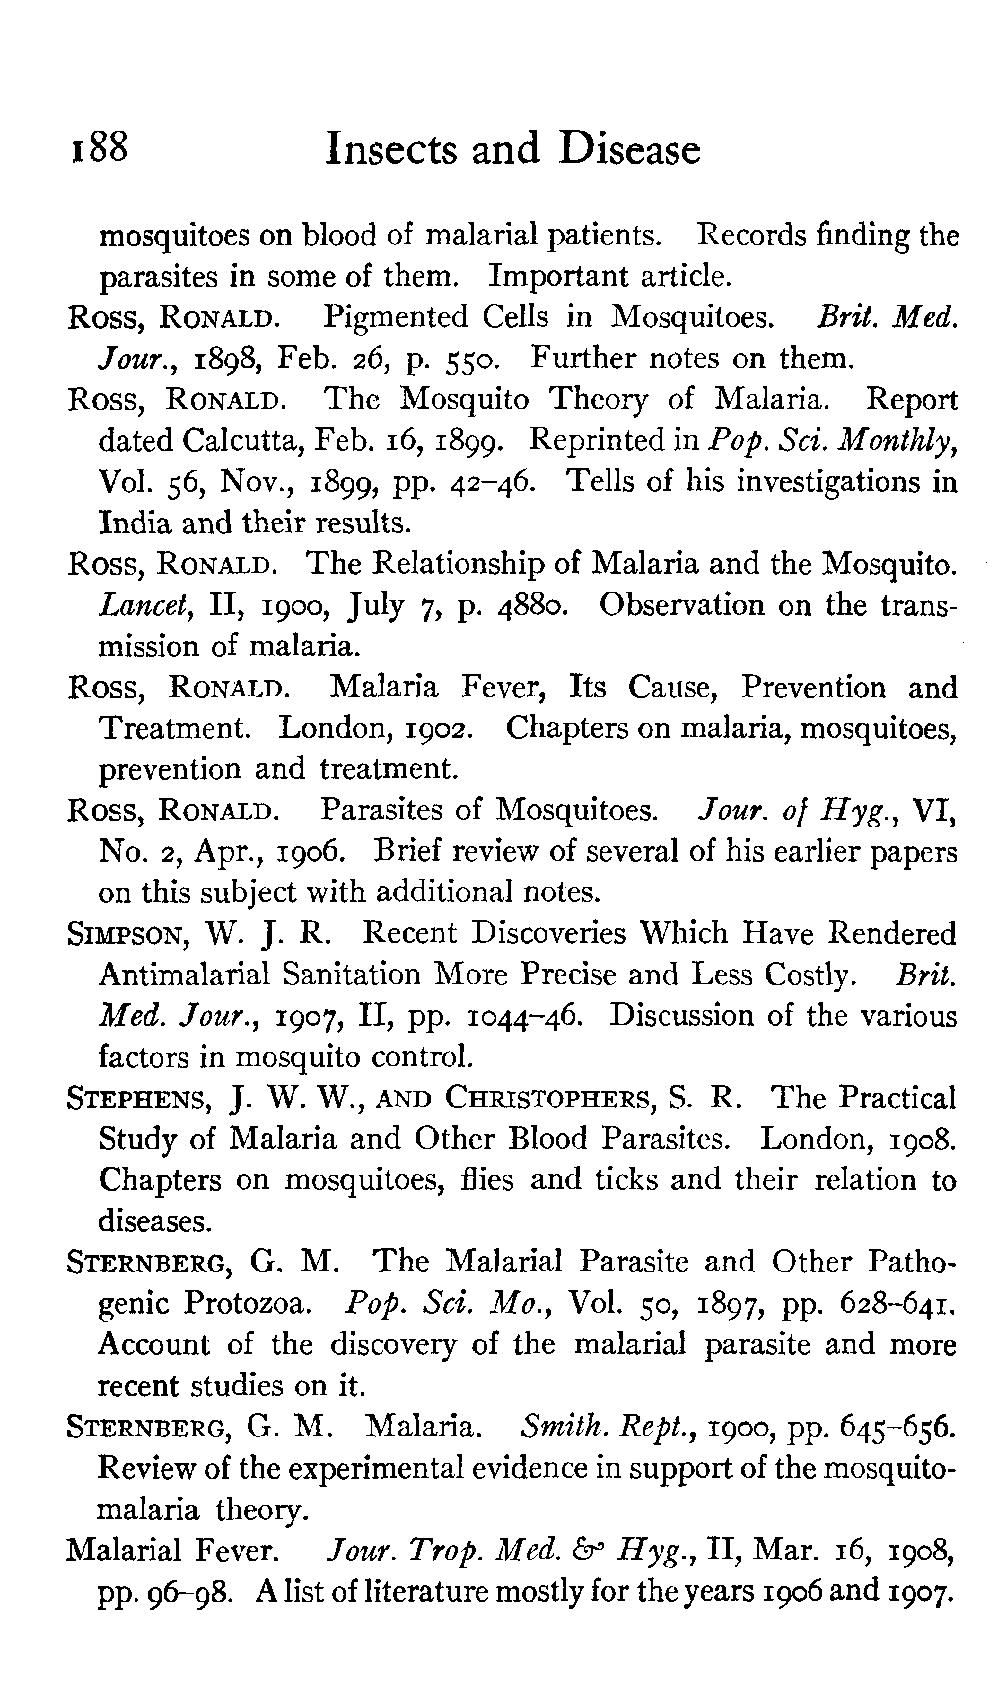 188 Insects and Disease
mosquitoes on blood of malarial patients. Records finding the
parasites in some of them. Important article.
Ross, Ronald. Pigmented Cells in Mosquitoes. Brit. Med.
Jour., 1898, Feb. 26, p. 550. Further notes on them.
Ross, Ronald. The Mosquito Theory of Malaria. Report
dated Calcutta, Feb. 16, 1899. Reprinted in Pop. Sci. Monthly,
Vol. 56, Nov., 1899, pp. 42–46. Tells of his investigations in
India and their results.
Ross, Ronald. The Relationship of Malaria and the Mosquito.
Lancet, II, 1900, July 7, p. 4880. Observation on the trans-
mission of malaria.
Ross, Ronald. Malaria Fever, Its Cause, Prevention and
Treatment. London, 1902. Chapters on malaria, mosquitoes,
prevention and treatment.
Ross, Ronald. Parasites of Mosquitoes. Jour. of Hyg., VI,
No. 2, Apr., 1906. Brief review of several of his earlier papers
on this subject with additional notes.
Simpson, W. J. R. Recent Discoveries Which Have Rendered
Antimalarial Sanitation More Precise and Less Costly. Brit.
Med. Jour., 1907, II, pp. 1044–46. Discussion of the various
factors in mosquito control.
Stephens, J. W. W., and Christophers, S. R. The Practical
Study of Malaria and Other Blood Parasites. London, 1908.
Chapters on mosquitoes, flies and ticks and their relation to
diseases.
Sternberg, G. M. The Malarial Parasite and Other Patho-
genic Protozoa. Pop. Sci. Mo., Vol. 50, 1897, pp. 628–641.
Account of the discovery of the malarial parasite and more
recent studies on it.
Sternberg, G. M. Malaria. Smith. Rept., 1900, pp. 645–656.
Review of the experimental evidence in support of the mosquito-
malaria theory.
Malarial Fever. Jour. Trop. Med. & Hyg., II, Mar. 16, 1908,
pp. 96–98. A list of literature mostly for the years 1906 and 1907.